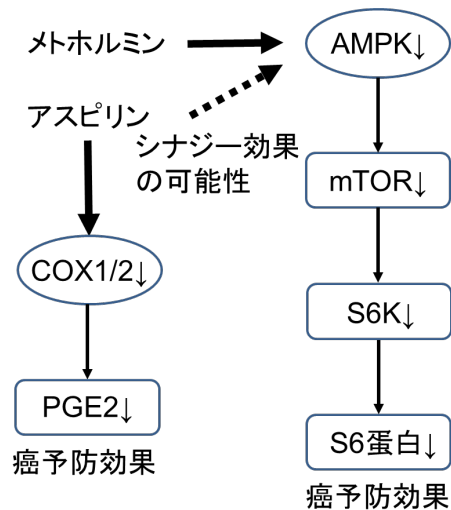 メトホルミン
AMPK↓
アスピリン
シナジー効果
の可能性
mTOR↓
COX1/2↓
S6K↓
PGE2↓
癌予防効果
S6蛋白↓
癌予防効果